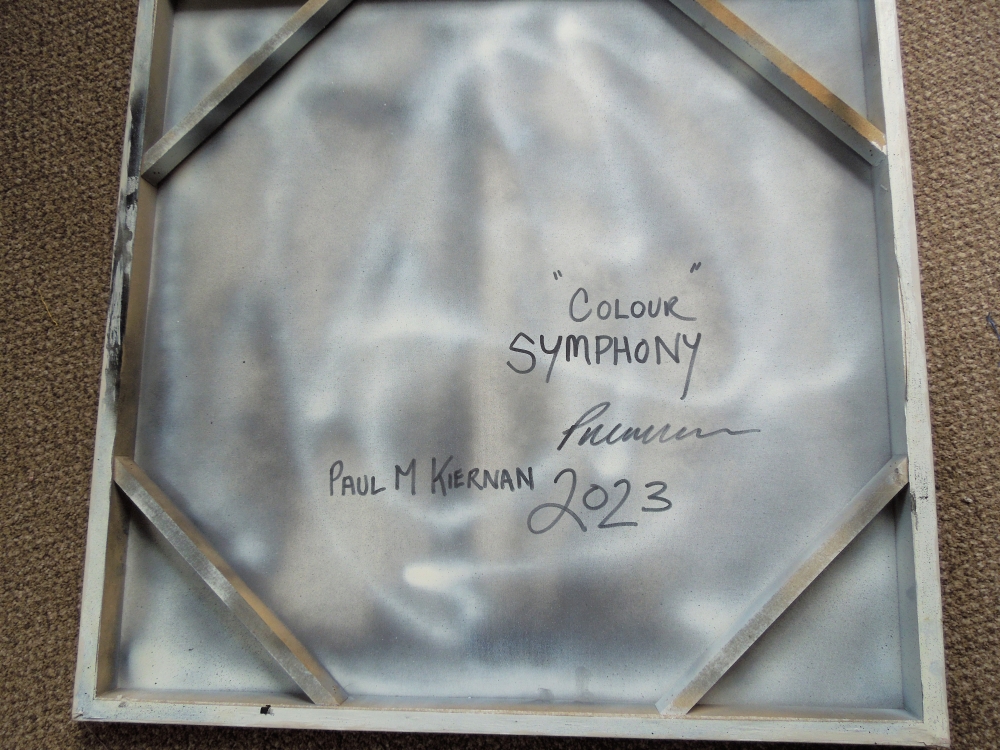 "COLOUR"
SYMPHONY
PAUL M KIERNAN
2023